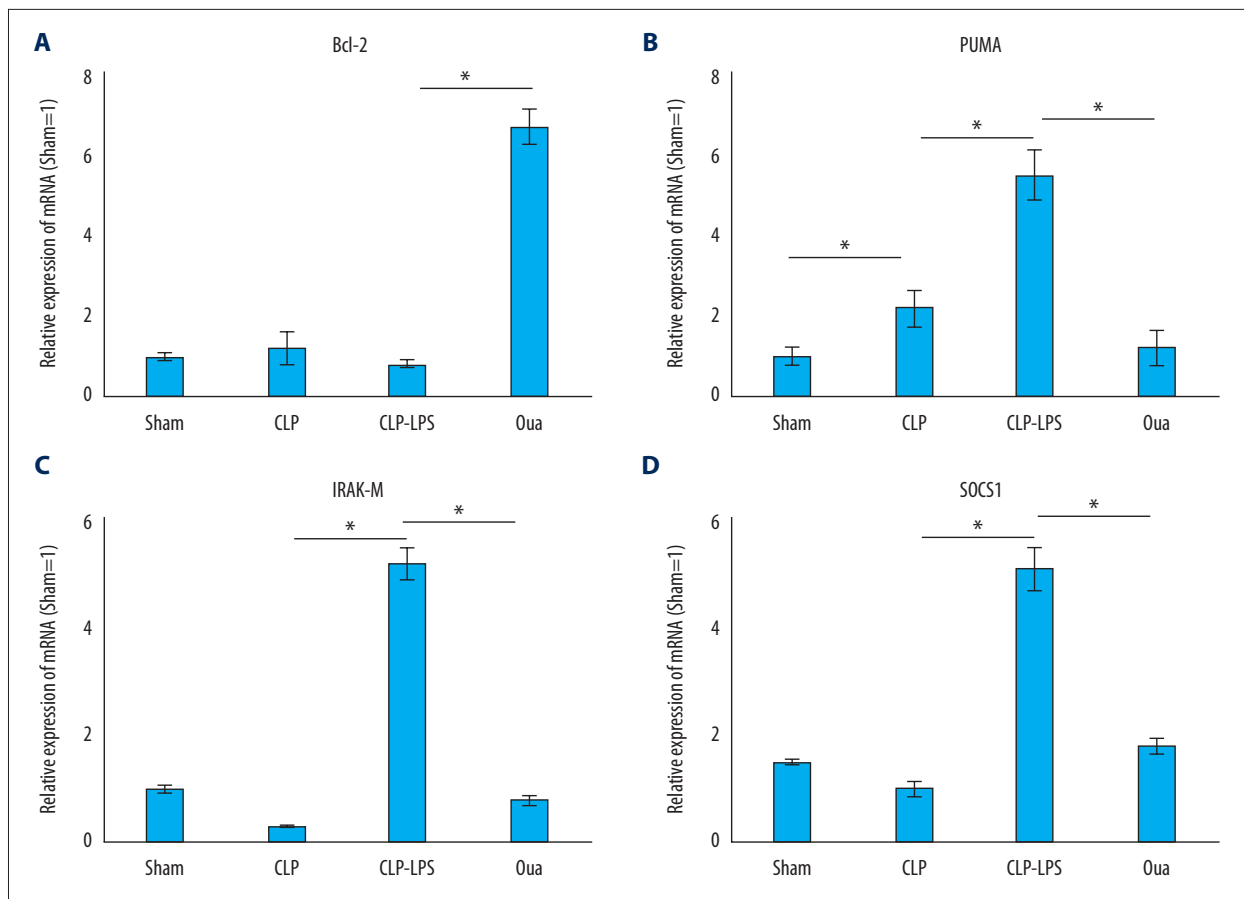 A
Bcl-2
Relative expression of mRNA (Sham=1)
8
6
4
2
0
*
Sham CLP CLP-LPS Oua
B
PUMA
Relative expression of mRNA (Sham=1)
8
6
4
2
0
*
*
*
Sham CLP CLP-LPS Oua
C
IRAK-M
Relative expression of mRNA (Sham=1)
6
4
2
0
*
*
Sham CLP CLP-LPS Oua
D
SOCS1
Relative expression of mRNA (Sham=1)
6
4
2
0
*
*
Sham CLP CLP-LPS Oua